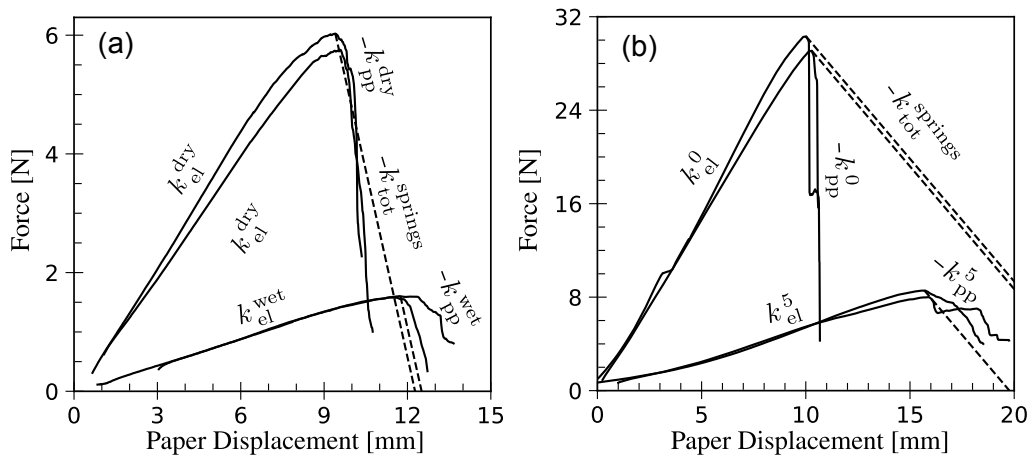 (a)
Force [N]
6
4
2
0
0 3 6 9 12 15
Paper Displacement [mm]
k_el^dry
k_el^dry
k_el^wet
-k_pp^dry
-k_tot^springs
-k_pp^wet
(b)
Force [N]
32
24
16
8
0
0 5 10 15 20
Paper Displacement [mm]
k_el^0
k_el^5
-k_pp^0
-k_tot^springs
-k_pp^5